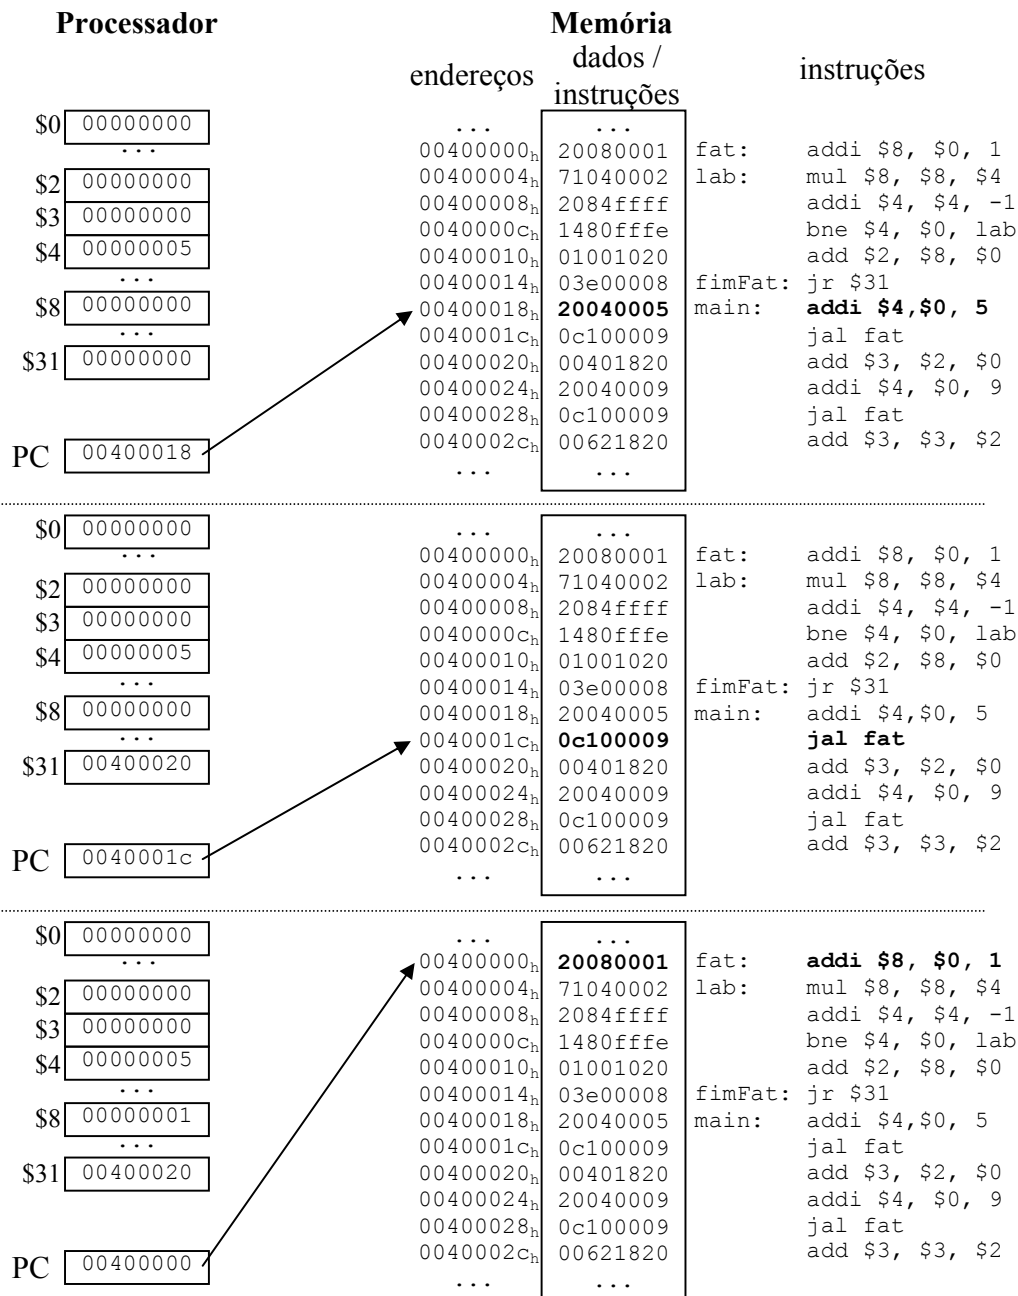 Processador Memória
endereços dados / instruções instruções
$0 00000000 ... ...
... 00400000h 20080001 fat: addi $8, $0, 1
$2 00000000 00400004h 71040002 lab: mul $8, $8, $4
$3 00000000 00400008h 2084ffff addi $4, $4, -1
0040000ch 1480fffe bne $4, $0, lab
$4 00000005 00400010h 01001020 add $2, $8, $0
... 00400014h 03e00008 fimFat: jr $31
$8 00000000 00400018h 20040005 main: addi $4,$0, 5
... 0040001ch 0c100009 jal fat
$31 00000000 00400020h 00401820 add $3, $2, $0
00400024h 20040009 addi $4, $0, 9
00400028h 0c100009 jal fat
PC 00400018 0040002ch 00621820 add $3, $3, $2
... ...
$0 00000000 ... ...
... 00400000h 20080001 fat: addi $8, $0, 1
$2 00000000 00400004h 71040002 lab: mul $8, $8, $4
$3 00000000 00400008h 2084ffff addi $4, $4, -1
0040000ch 1480fffe bne $4, $0, lab
$4 00000005 00400010h 01001020 add $2, $8, $0
... 00400014h 03e00008 fimFat: jr $31
$8 00000000 00400018h 20040005 main: addi $4,$0, 5
... 0040001ch 0c100009 jal fat
$31 00400020 00400020h 00401820 add $3, $2, $0
00400024h 20040009 addi $4, $0, 9
00400028h 0c100009 jal fat
PC 0040001c 0040002ch 00621820 add $3, $3, $2
... ...
$0 00000000 ... ...
... 00400000h 20080001 fat: addi $8, $0, 1
$2 00000000 00400004h 71040002 lab: mul $8, $8, $4
$3 00000000 00400008h 2084ffff addi $4, $4, -1
0040000ch 1480fffe bne $4, $0, lab
$4 00000005 00400010h 01001020 add $2, $8, $0
... 00400014h 03e00008 fimFat: jr $31
$8 00000001 00400018h 20040005 main: addi $4,$0, 5
... 0040001ch 0c100009 jal fat
$31 00400020 00400020h 00401820 add $3, $2, $0
00400024h 20040009 addi $4, $0, 9
00400028h 0c100009 jal fat
PC 00400000 0040002ch 00621820 add $3, $3, $2
... ...